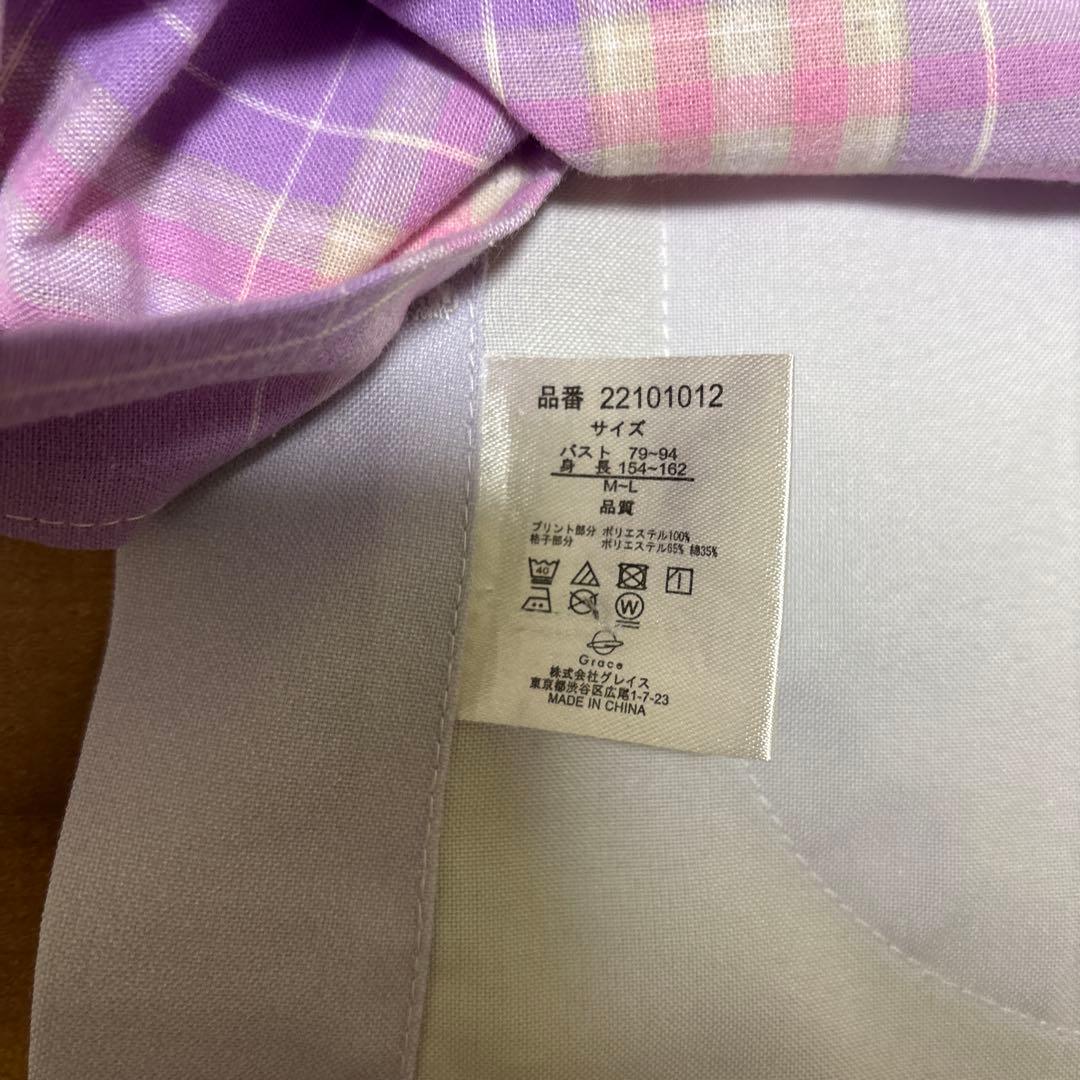 品番 22101012
サイズ
バスト 79~94
身 長 154~162
M~L
品質
プリント部分 ポリエステル100%
格子部分 ポリエステル65% 綿35%
40
W
Grace
株式会社グレイス
東京都渋谷区広尾1-7-23
MADE IN CHINA